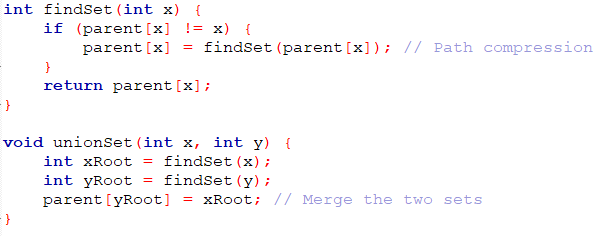 int findSet(int x) {
    if (parent[x] != x) {
        parent[x] = findSet(parent[x]); // Path compression
    }
    return parent[x];
}

void unionSet(int x, int y) {
    int xRoot = findSet(x);
    int yRoot = findSet(y);
    parent[yRoot] = xRoot; // Merge the two sets
}